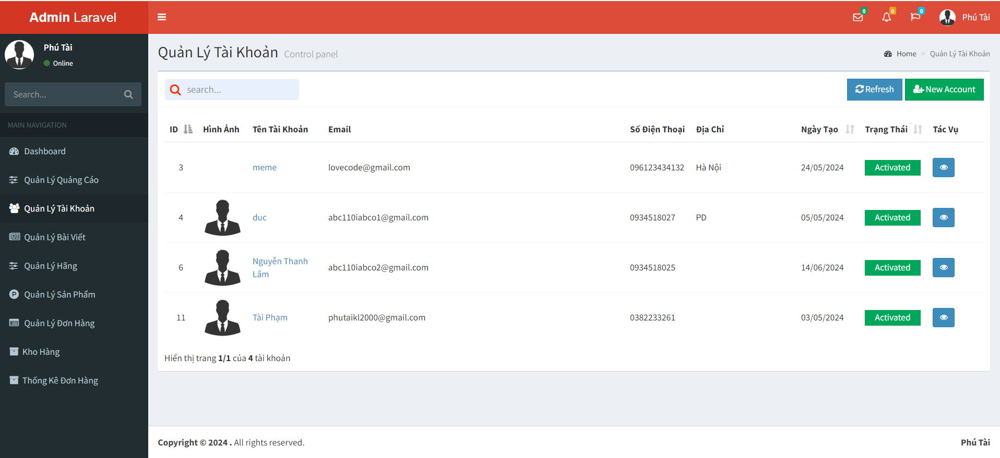 Admin Laravel
0
0
0
Phú Tài
Phú Tài
Online
Search...
MAIN NAVIGATION
Dashboard
Quản Lý Quảng Cáo
Quản Lý Tài Khoản
Quản Lý Bài Viết
Quản Lý Hãng
Quản Lý Sản Phẩm
Quản Lý Đơn Hàng
Kho Hàng
Thống Kê Đơn Hàng
Quản Lý Tài Khoản Control panel
Home > Quản Lý Tài Khoản
search...
Refresh
New Account
ID Hình Ảnh Tên Tài Khoản Email Số Điện Thoại Địa Chỉ Ngày Tạo Trạng Thái Tác Vụ
3 meme lovecode@gmail.com 096123434132 Hà Nội 24/05/2024 Activated
4 duc abc110iabco1@gmail.com 0934518027 PD 05/05/2024 Activated
6 Nguyễn Thanh Lâm abc110iabco2@gmail.com 0934518025 14/06/2024 Activated
11 Tài Phạm phutaikl2000@gmail.com 0382233261 03/05/2024 Activated
Hiển thị trang 1/1 của 4 tài khoản
Copyright © 2024 . All rights reserved.
Phú Tài